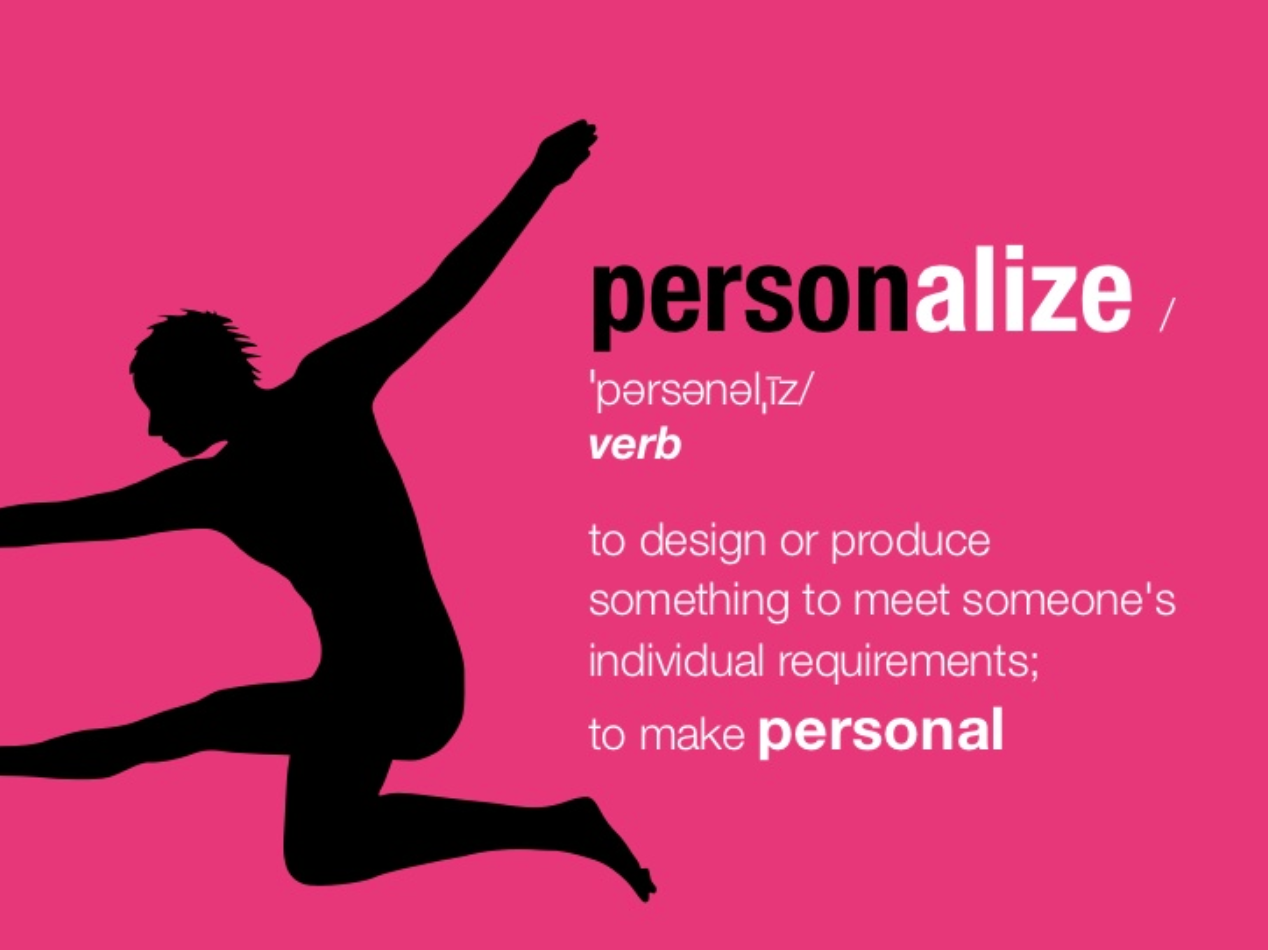 personalize /
ˈpərsənəlˌīz/
verb
to design or produce
something to meet someone's
individual requirements;
to make personal